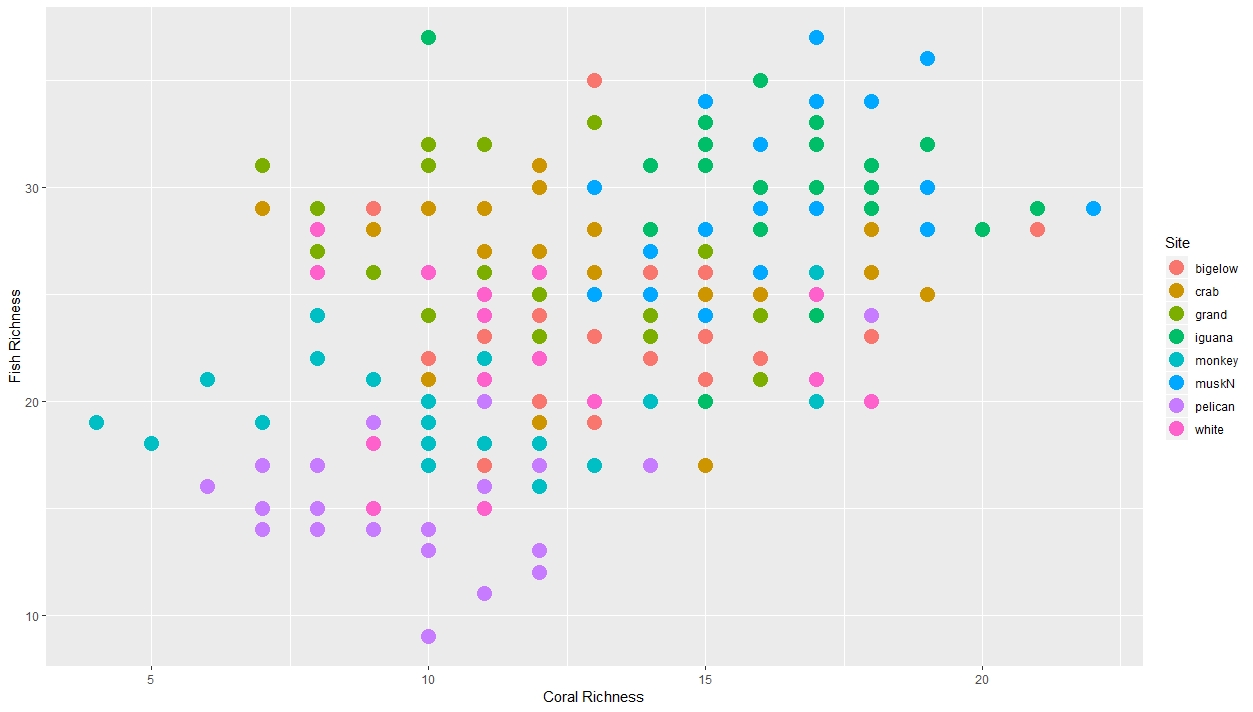 Fish Richness
30
20
10
5
10
15
20
Coral Richness
Site
bigelow
crab
grand
iguana
monkey
muskN
pelican
white